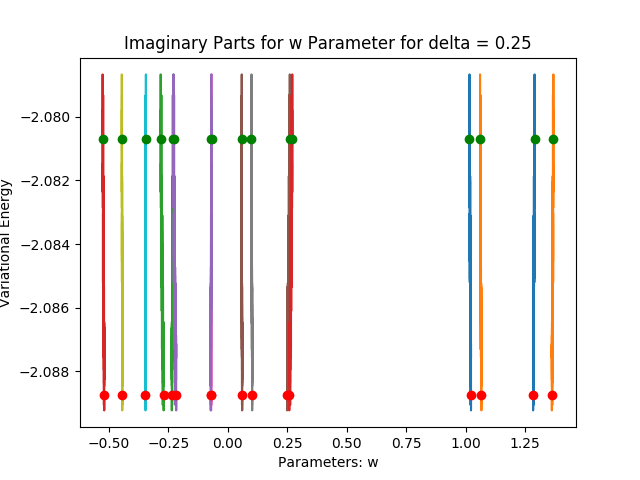 Imaginary Parts for w Parameter for delta = 0.25
Variational Energy
−2.080
−2.082
−2.084
−2.086
−2.088
−0.50 −0.25 0.00 0.25 0.50 0.75 1.00 1.25
Parameters: w